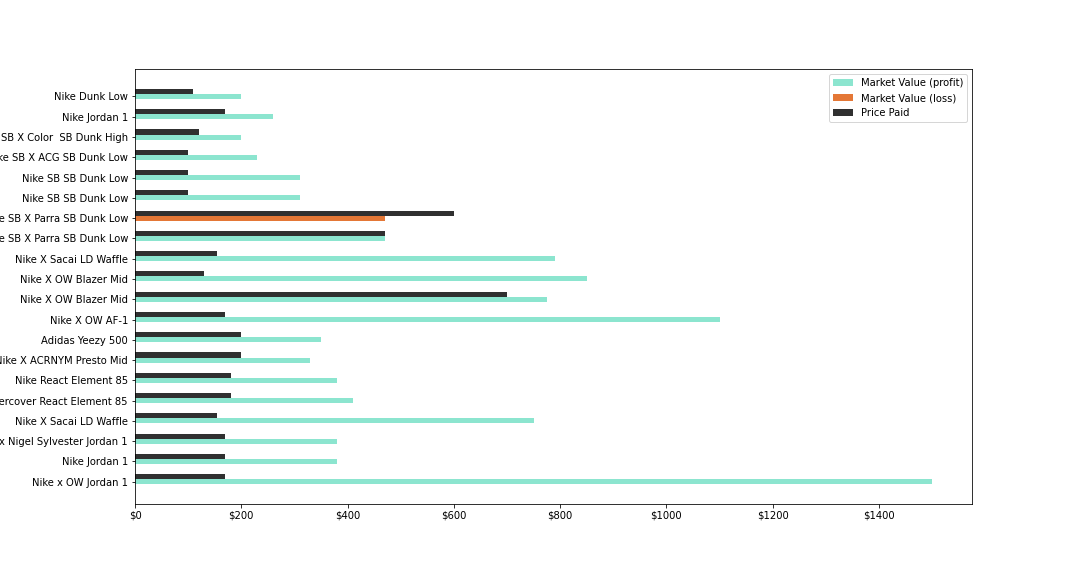 Market Value (profit)
Market Value (loss)
Price Paid
Nike Dunk Low
Nike Jordan 1
SB X Color  SB Dunk High
SB X ACG SB Dunk Low
Nike SB SB Dunk Low
Nike SB SB Dunk Low
SB X Parra SB Dunk Low
SB X Parra SB Dunk Low
Nike X Sacai LD Waffle
Nike X OW Blazer Mid
Nike X OW Blazer Mid
Nike X OW AF-1
Adidas Yeezy 500
X ACRNYM Presto Mid
Nike React Element 85
React Element 85
Nike X Sacai LD Waffle
x Nigel Sylvester Jordan 1
Nike Jordan 1
Nike x OW Jordan 1
$0 $200 $400 $600 $800 $1000 $1200 $1400